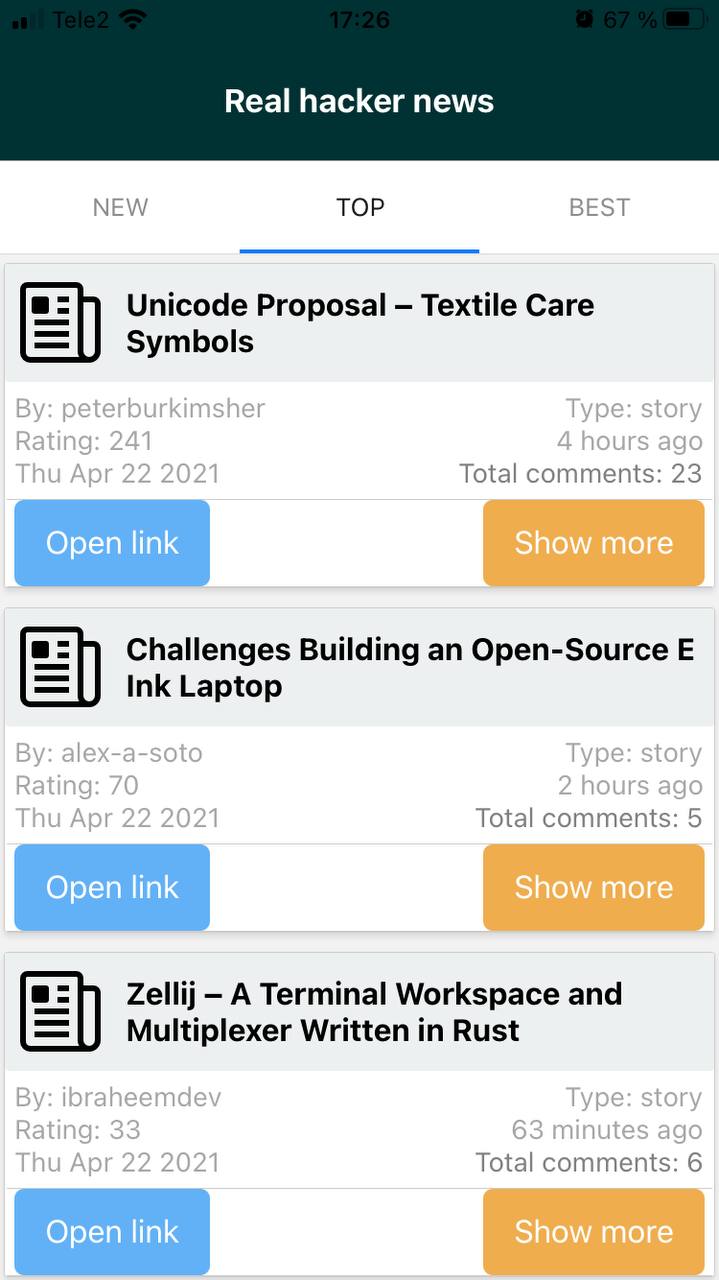 Tele2 17:26 67 %
Real hacker news
NEW TOP BEST
Unicode Proposal – Textile Care
Symbols
By: peterburkimsher Type: story
Rating: 241 4 hours ago
Thu Apr 22 2021 Total comments: 23
Open link Show more
Challenges Building an Open-Source E
Ink Laptop
By: alex-a-soto Type: story
Rating: 70 2 hours ago
Thu Apr 22 2021 Total comments: 5
Open link Show more
Zellij – A Terminal Workspace and
Multiplexer Written in Rust
By: ibraheemdev Type: story
Rating: 33 63 minutes ago
Thu Apr 22 2021 Total comments: 6
Open link Show more